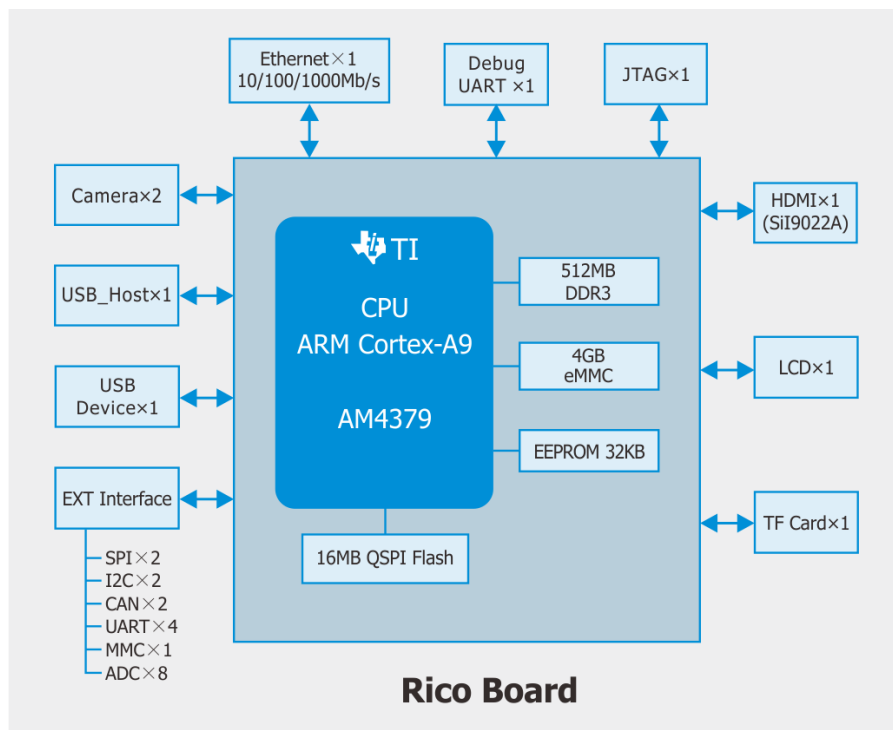 Ethernet×1
10/100/1000Mb/s
Debug
UART ×1
JTAG×1
Camera×2
USB_Host×1
USB
Device×1
EXT Interface
SPI×2
I2C×2
CAN×2
UART×4
MMC×1
ADC×8
TI
CPU
ARM Cortex-A9
AM4379
512MB
DDR3
4GB
eMMC
EEPROM 32KB
16MB QSPI Flash
HDMI×1
(SiI9022A)
LCD×1
TF Card×1
Rico Board